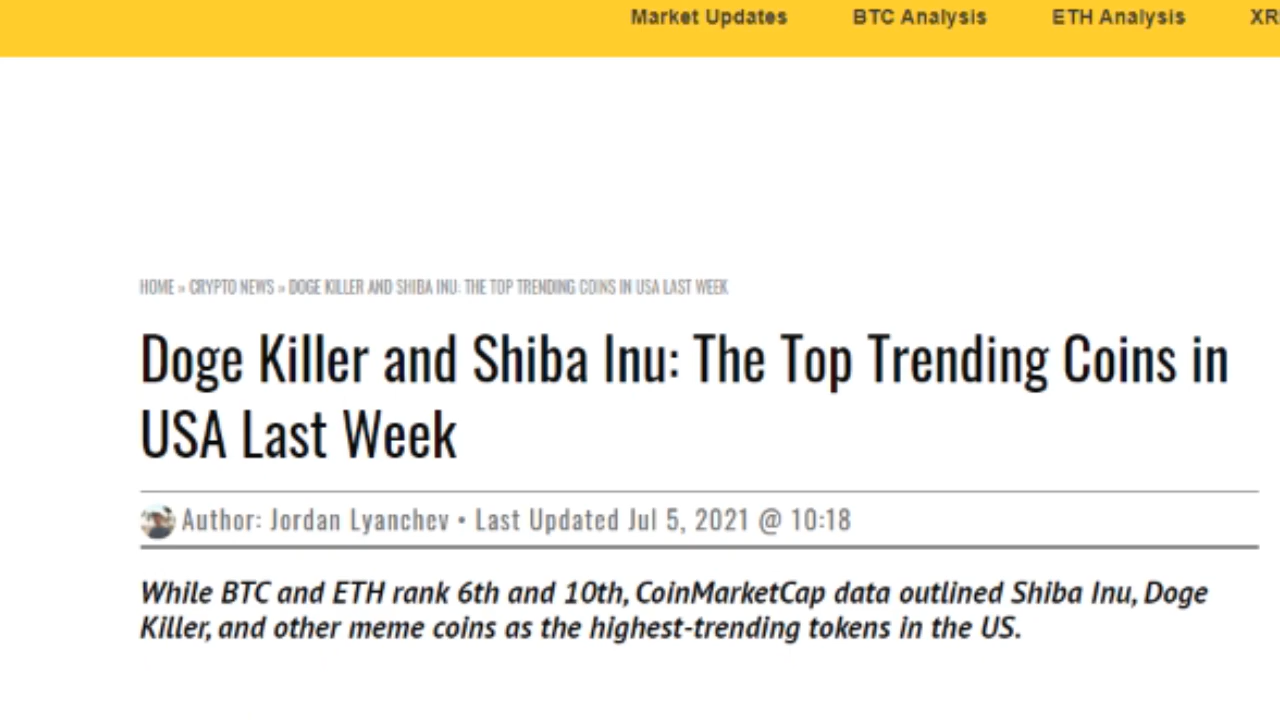 Market Updates BTC Analysis ETH Analysis XR
HOME » CRYPTO NEWS » DOGE KILLER AND SHIBA INU: THE TOP TRENDING COINS IN USA LAST WEEK
Doge Killer and Shiba Inu: The Top Trending Coins in
USA Last Week
Author: Jordan Lyanchev • Last Updated Jul 5, 2021 @ 10:18
While BTC and ETH rank 6th and 10th, CoinMarketCap data outlined Shiba Inu, Doge
Killer, and other meme coins as the highest-trending tokens in the US.